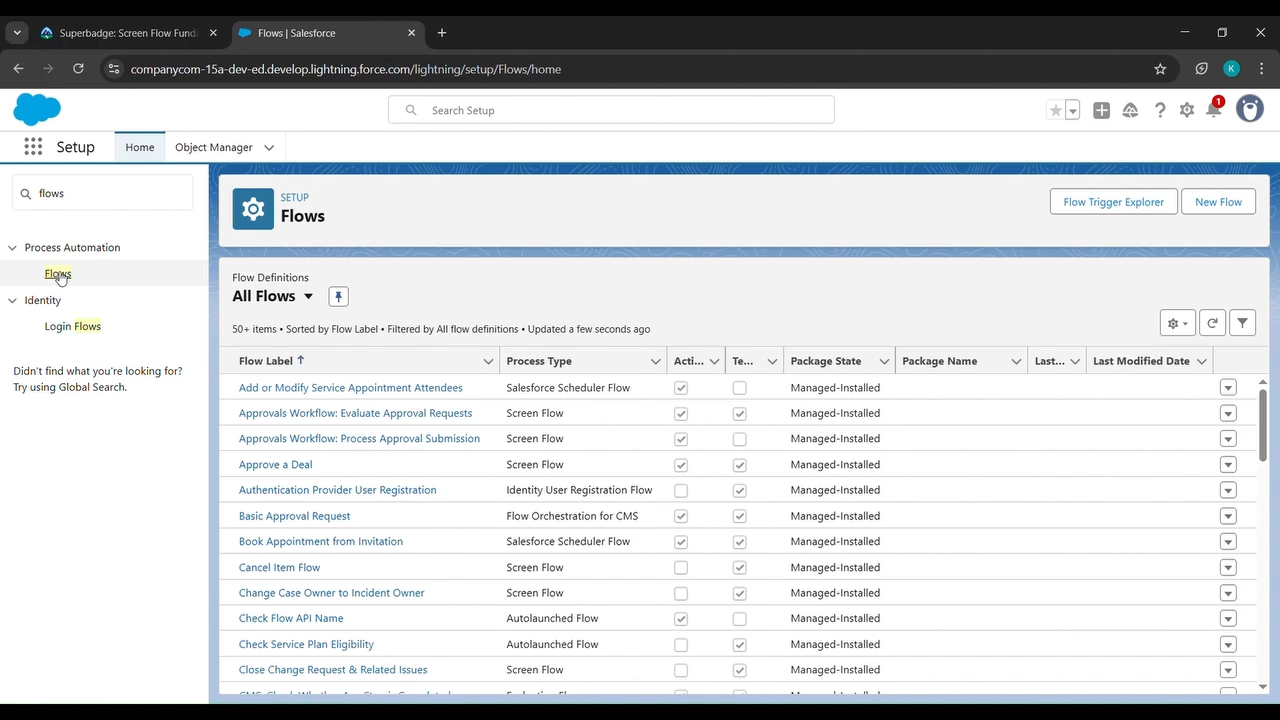 Superbadge: Screen Flow Funda
Flows | Salesforce
companycom-15a-dev-ed.develop.lightning.force.com/lightning/setup/Flows/home
K
Search Setup
1
Setup
Home
Object Manager
flows
Process Automation
Flows
Identity
Login Flows
Didn't find what you're looking for?
Try using Global Search.
SETUP
Flows
Flow Trigger Explorer
New Flow
Flow Definitions
All Flows
50+ items • Sorted by Flow Label • Filtered by All flow definitions • Updated a few seconds ago
Flow Label Process Type Acti... Te... Package State Package Name Last... Last Modified Date
Add or Modify Service Appointment Attendees Salesforce Scheduler Flow Managed-Installed
Approvals Workflow: Evaluate Approval Requests Screen Flow Managed-Installed
Approvals Workflow: Process Approval Submission Screen Flow Managed-Installed
Approve a Deal Screen Flow Managed-Installed
Authentication Provider User Registration Identity User Registration Flow Managed-Installed
Basic Approval Request Flow Orchestration for CMS Managed-Installed
Book Appointment from Invitation Salesforce Scheduler Flow Managed-Installed
Cancel Item Flow Screen Flow Managed-Installed
Change Case Owner to Incident Owner Screen Flow Managed-Installed
Check Flow API Name Autolaunched Flow Managed-Installed
Check Service Plan Eligibility Autolaunched Flow Managed-Installed
Close Change Request & Related Issues Screen Flow Managed-Installed